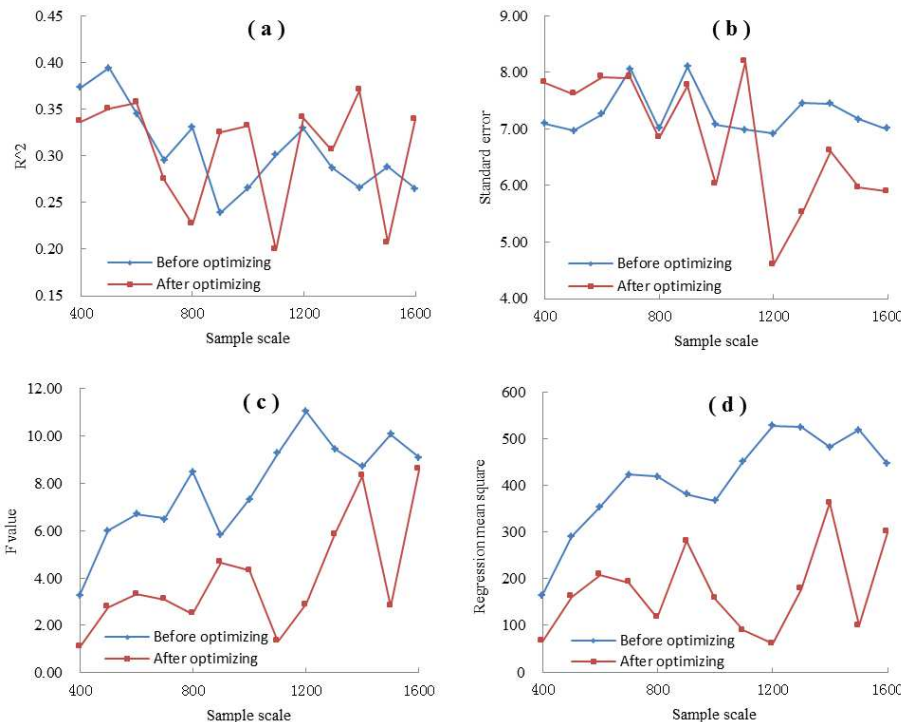 ( a )
0.45
0.40
0.35
0.30
0.25
0.20
0.15
R^2
Before optimizing
After optimizing
400
800
1200
1600
Sample scale
( b )
9.00
8.00
7.00
6.00
5.00
4.00
Standard error
Before optimizing
After optimizing
400
800
1200
1600
Sample scale
( c )
12.00
10.00
8.00
6.00
4.00
2.00
0.00
F value
Before optimizing
After optimizing
400
800
1200
1600
Sample scale
( d )
600
500
400
300
200
100
0
Regression mean square
Before optimizing
After optimizing
400
800
1200
1600
Sample scale